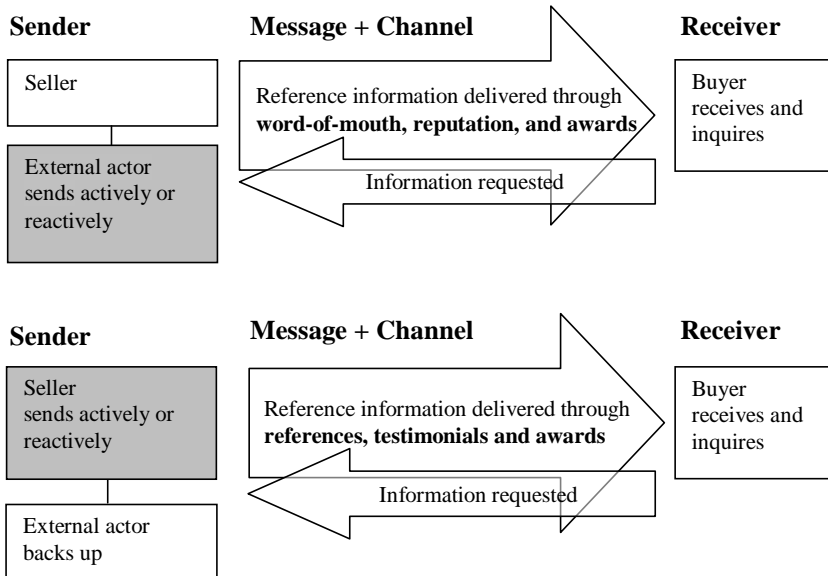 Sender
Message + Channel
Receiver
Seller
External actor
sends actively or
reactively
Reference information delivered through
word-of-mouth, reputation, and awards
Information requested
Buyer
receives and
inquires
Sender
Message + Channel
Receiver
Seller
sends actively or
reactively
External actor
backs up
Reference information delivered through
references, testimonials and awards
Information requested
Buyer
receives and
inquires